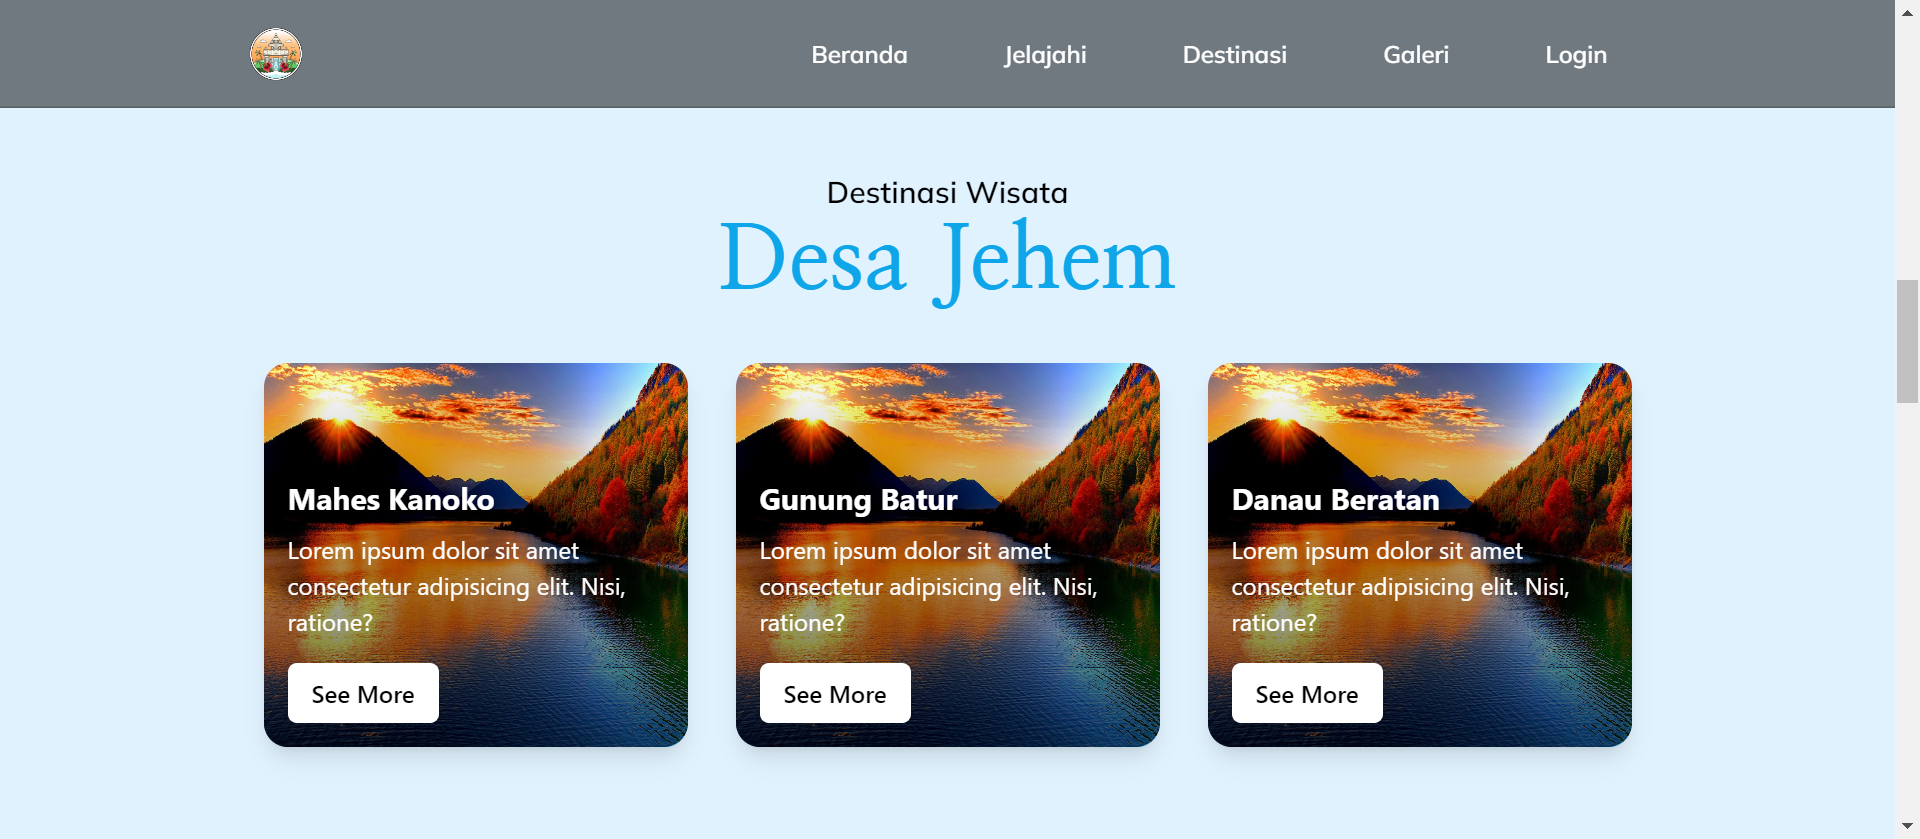 Beranda Jelajahi Destinasi Galeri Login
Destinasi Wisata
Desa Jehem
Mahes Kanoko
Lorem ipsum dolor sit amet
consectetur adipisicing elit. Nisi,
ratione?
See More
Gunung Batur
Lorem ipsum dolor sit amet
consectetur adipisicing elit. Nisi,
ratione?
See More
Danau Beratan
Lorem ipsum dolor sit amet
consectetur adipisicing elit. Nisi,
ratione?
See More